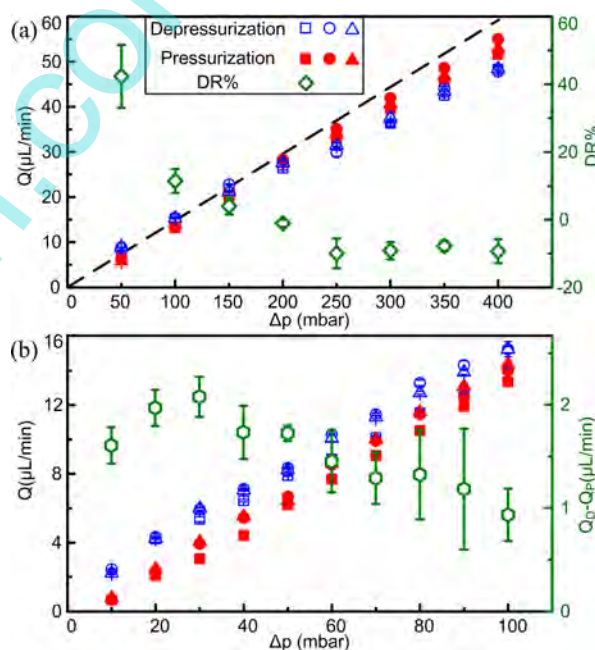 (a)
Depressurization
Pressurization
DR%
Q(μL/min)
60
50
40
30
20
10
0
60
40
20
0
-20
DR%
0 50 100 150 200 250 300 350 400
Δp (mbar)
(b)
Q(μL/min)
16
12
8
4
0
2
1
0
Q_D-Q_P(μL/min)
20 40 60 80 100
Δp (mbar)